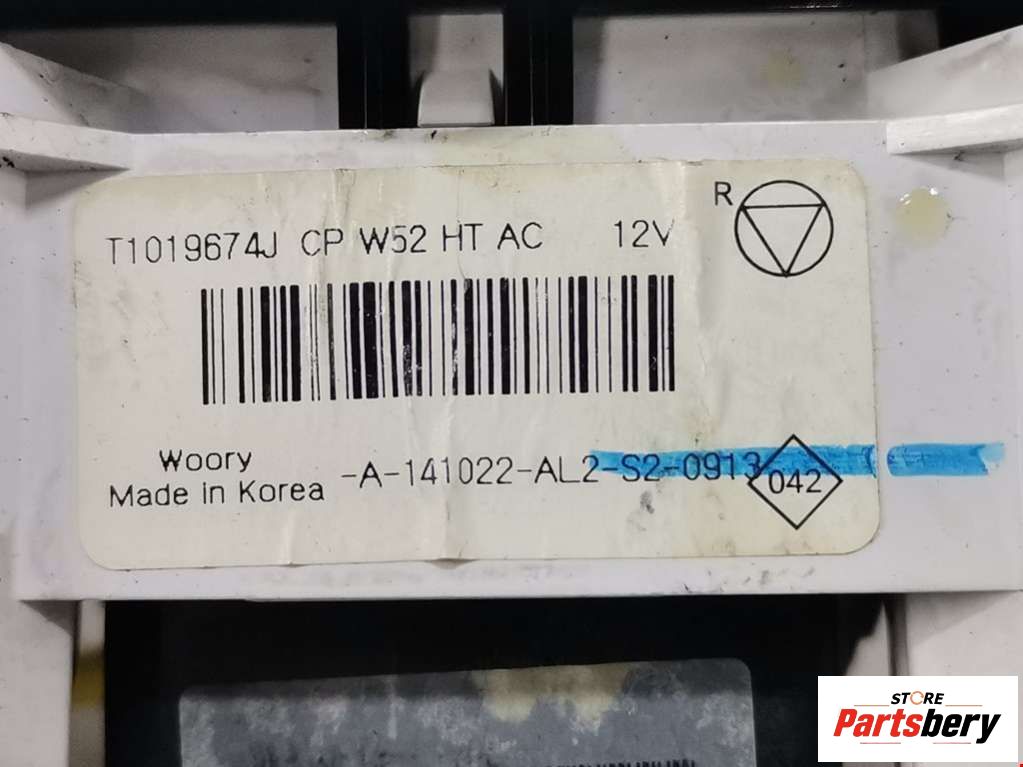 T1019674J CP W52 HT AC 12V R
Woory
Made in Korea
-A-141022-AL2-S2-0913
042
STORE
Partsbery